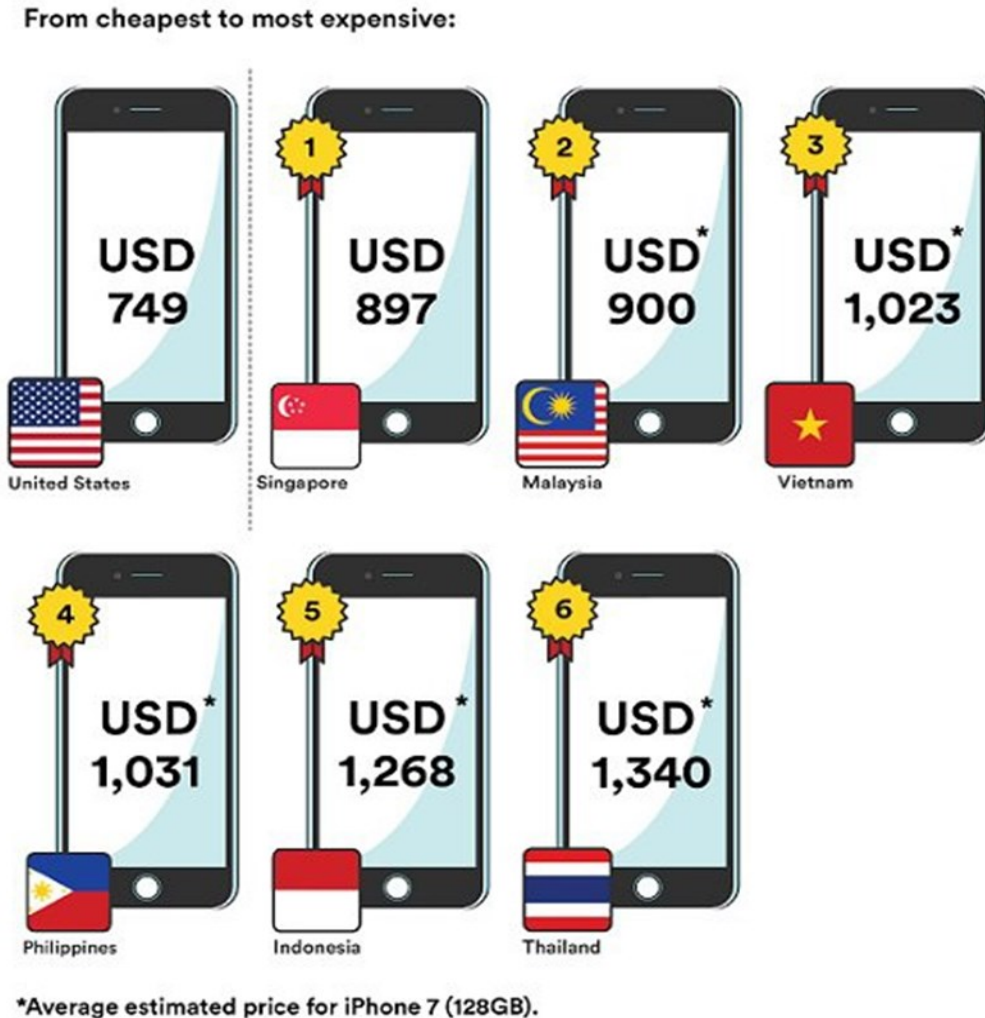 From cheapest to most expensive:
USD
749
United States
1
USD
897
Singapore
2
USD*
900
Malaysia
3
USD*
1,023
Vietnam
4
USD*
1,031
Philippines
5
USD*
1,268
Indonesia
6
USD*
1,340
Thailand
*Average estimated price for iPhone 7 (128GB).